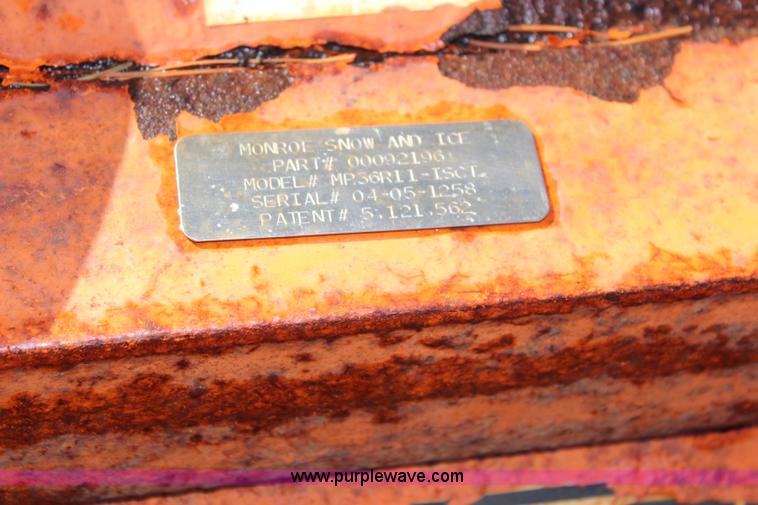 MONROE SNOW AND ICE
PART# 00092196
MODEL# MP36R11-ISCT
SERIAL# 04-05-1258
PATENT# 5,121,562
www.purplewave.com